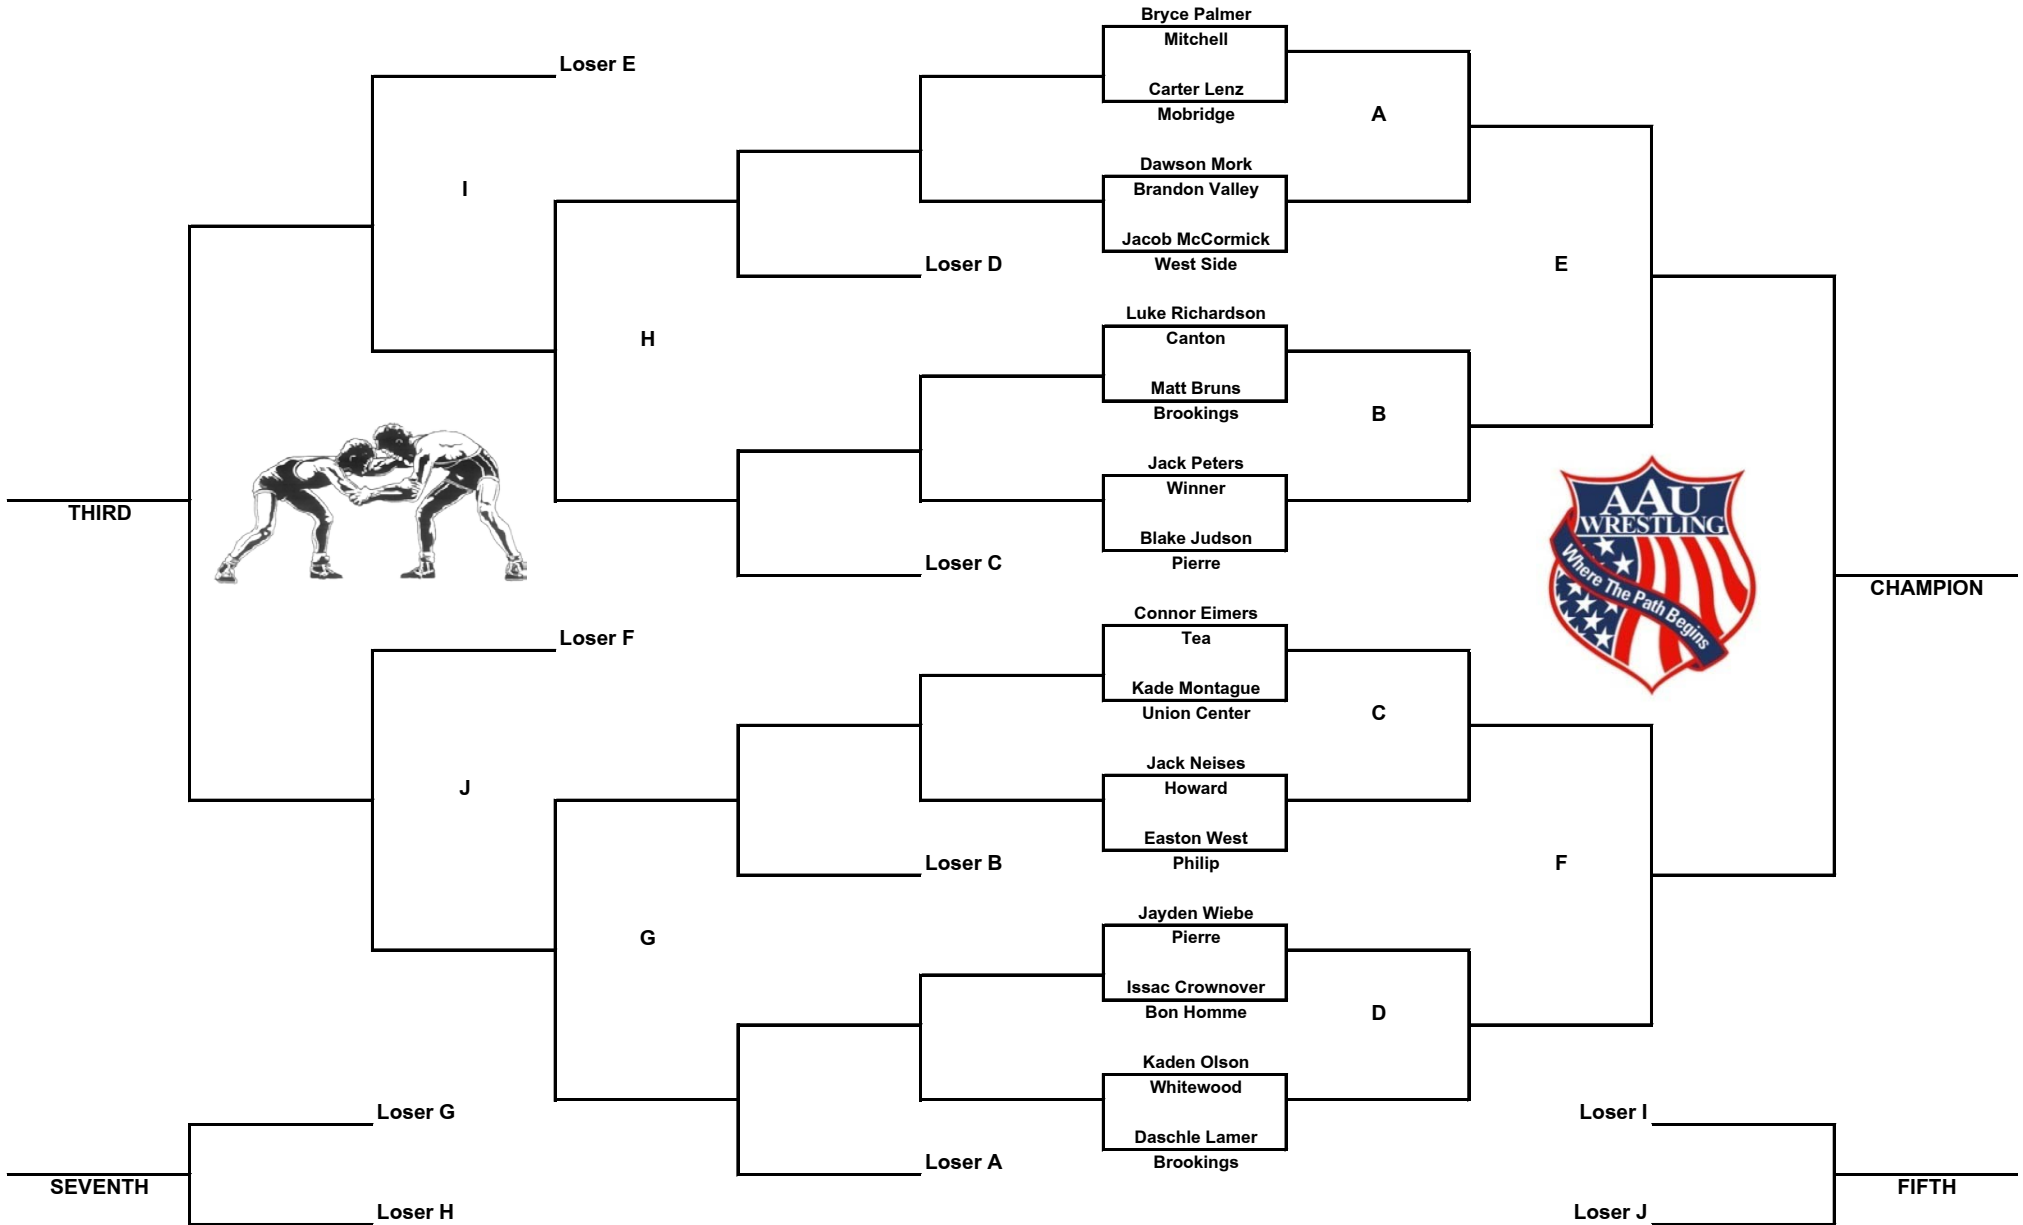 Bryce Palmer
Mitchell
Loser E
Carter Lenz
Mobridge
A
Dawson Mork
Brandon Valley
I
Jacob McCormick
West Side
Loser D
E
Luke Richardson
Canton
H
Matt Bruns
Brookings
B
Jack Peters
Winner
THIRD
AAU
WRESTLING
Where The Path Begins
Blake Judson
Pierre
Loser C
CHAMPION
Connor Eimers
Tea
Loser F
Kade Montague
Union Center
C
Jack Neises
Howard
J
Easton West
Philip
Loser B
F
Jayden Wiebe
Pierre
G
Issac Crownover
Bon Homme
D
Kaden Olson
Whitewood
Loser G
Loser I
Daschle Lamer
Brookings
Loser A
SEVENTH
FIFTH
Loser H
Loser J